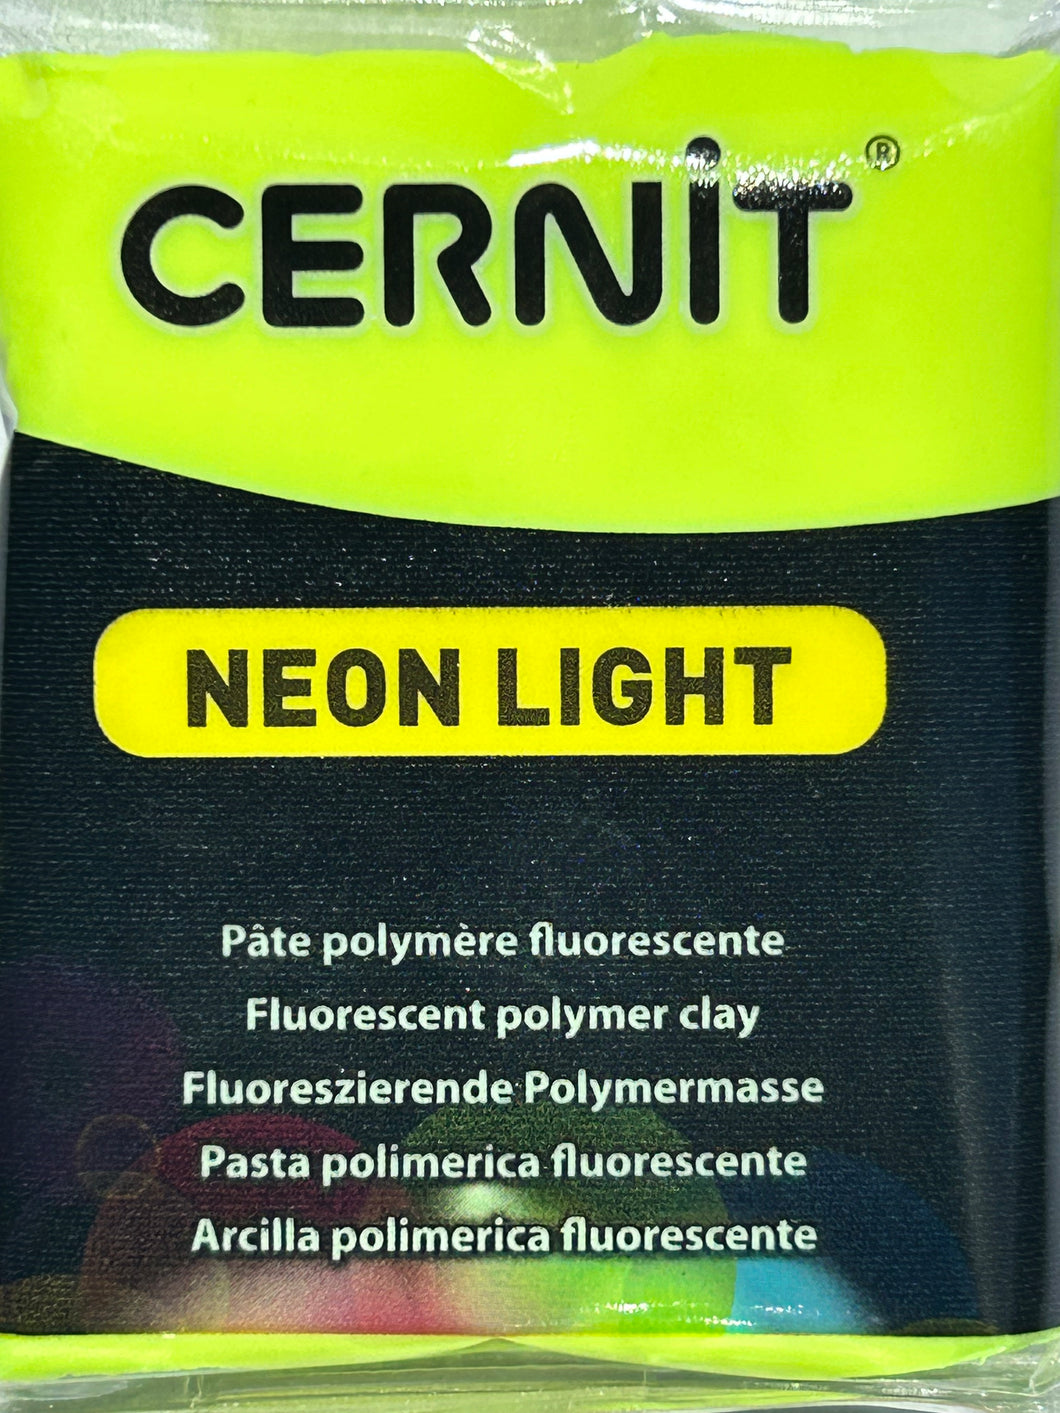 CERNiT®
NEON LIGHT
Pâte polymère fluorescente
Fluorescent polymer clay
Fluoreszierende Polymermasse
Pasta polimerica fluorescente
Arcilla polimerica fluorescente